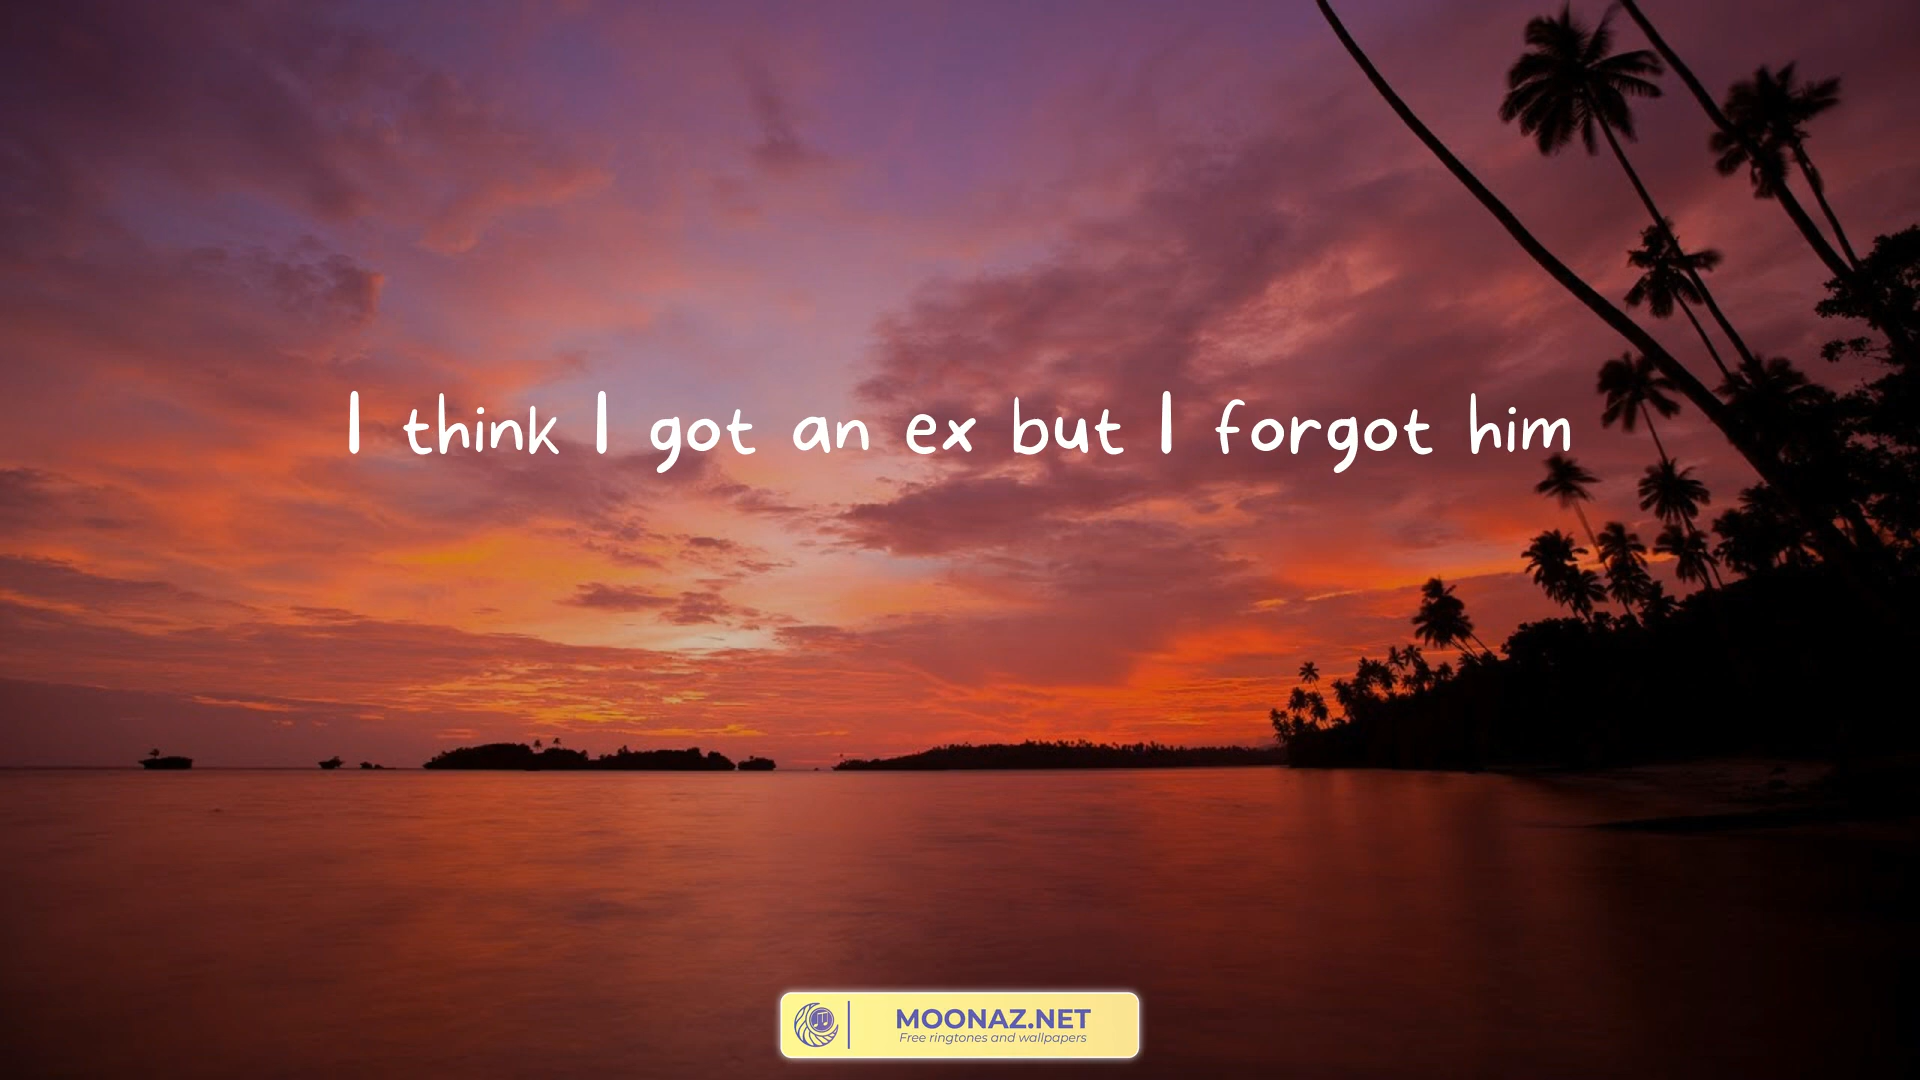 I think I got an ex but I forgot him
MOONAZ.NET
Free ringtones and wallpapers